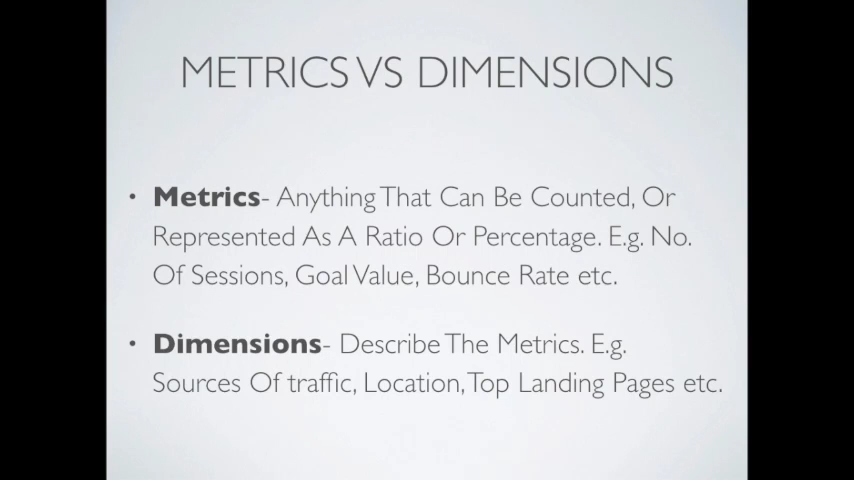 METRICS VS DIMENSIONS
• Metrics- Anything That Can Be Counted, Or
Represented As A Ratio Or Percentage. E.g. No.
Of Sessions, Goal Value, Bounce Rate etc.
• Dimensions- Describe The Metrics. E.g.
Sources Of traffic, Location, Top Landing Pages etc.